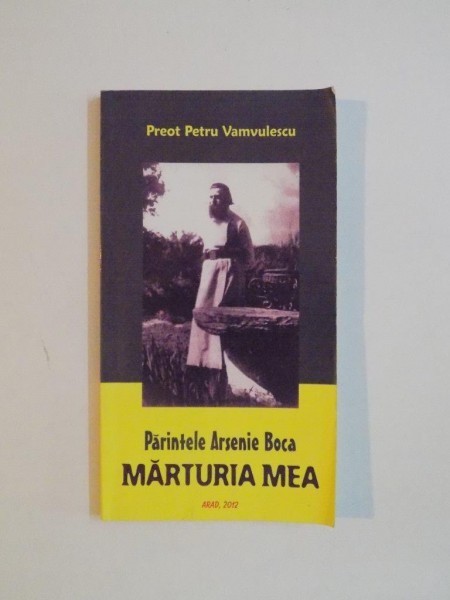 Preot Petru Vamvulescu
Părintele Arsenie Boca
MĂRTURIA MEA
ARAD, 2012